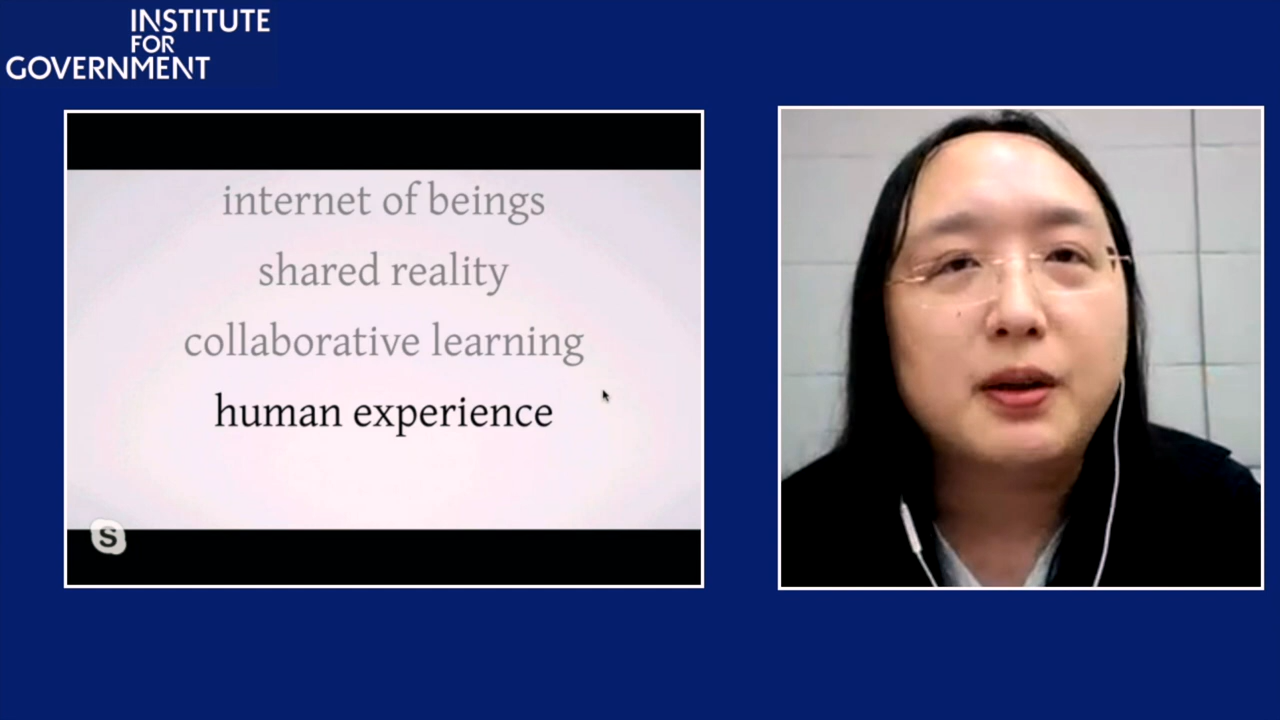 INSTITUTE
FOR
GOVERNMENT
internet of beings
shared reality
collaborative learning
human experience
S